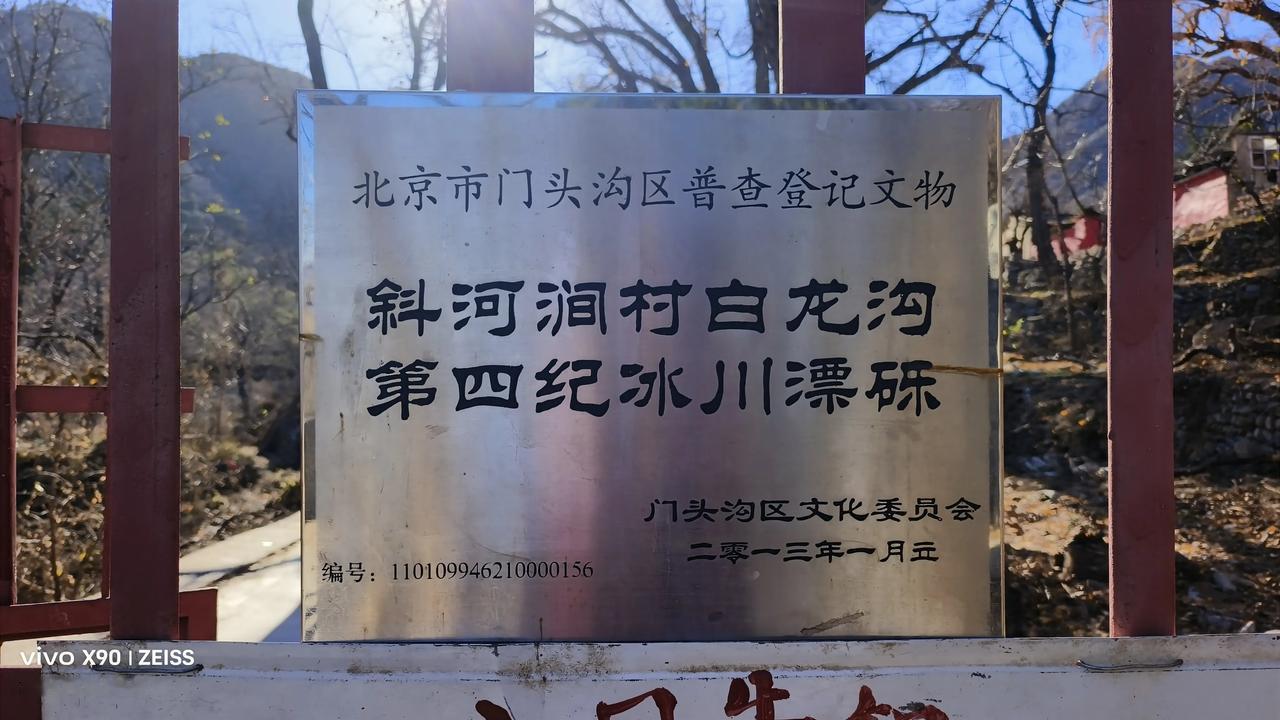 北京市门头沟区普查登记文物
斜河涧村白龙沟
第四纪冰川漂砾
门头沟区文化委员会
二零一三年一月立
编号：110109946210000156
vivo X90 | ZEISS